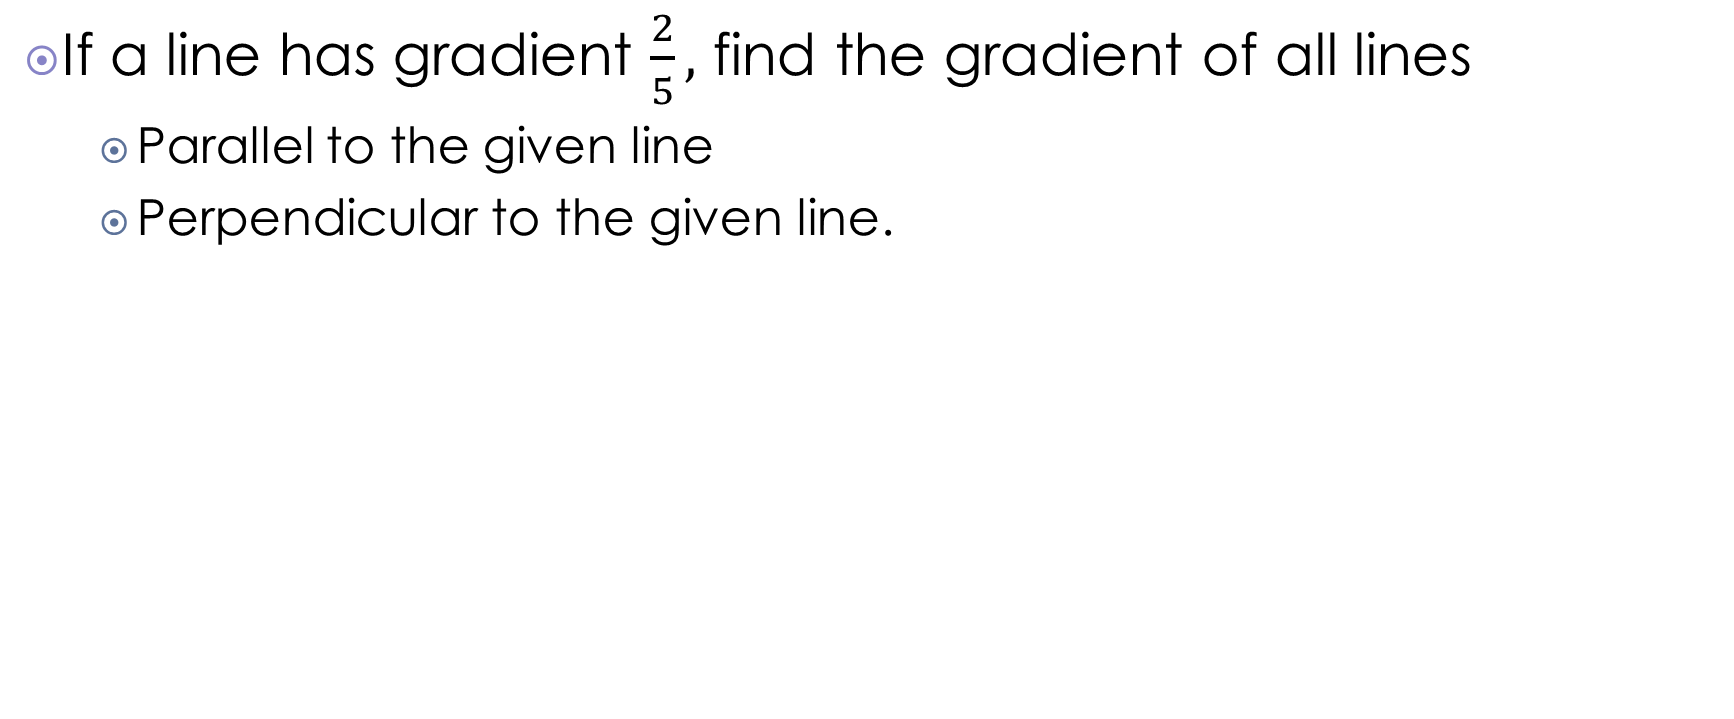 If a line has gradient 2/5, find the gradient of all lines
Parallel to the given line
Perpendicular to the given line.